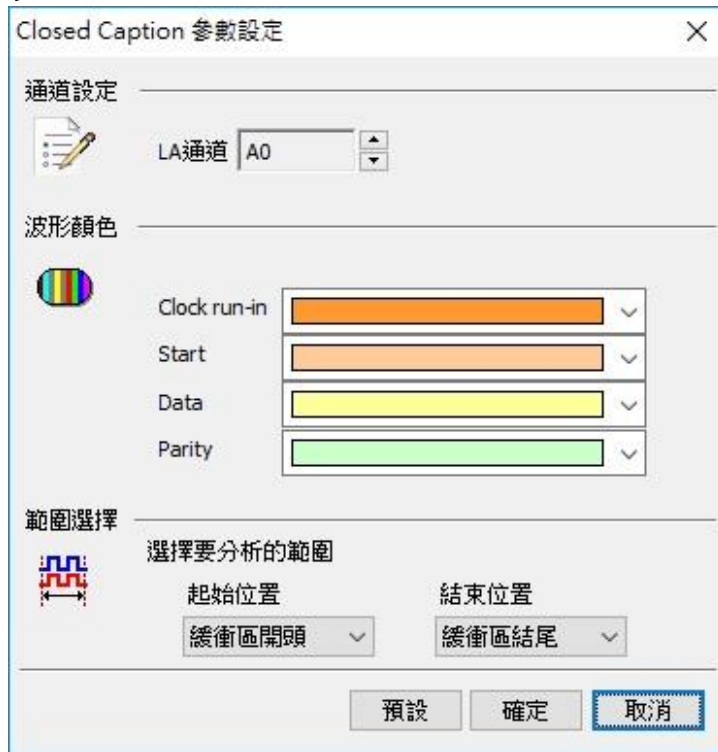 Closed Caption 參數設定
通道設定
LA通道 A0
波形顏色
Clock run-in
Start
Data
Parity
範圍選擇
選擇要分析的範圍
起始位置 結束位置
緩衝區開頭 緩衝區結尾
預設 確定 取消